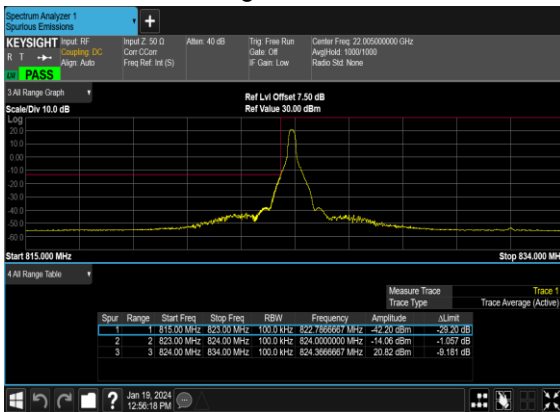 Spectrum Analyzer 1
Spurious Emissions
+
KEYSIGHT Input: RF Input Z: 50 Ω Atten: 40 dB Trig: Free Run Center Freq: 22.005000000 GHz
R T Coupling: DC Corr CCorr Gate: Off Avg|Hold: 1000/1000
Align: Auto Freq Ref: Int (S) IF Gain: Low Radio Std: None
PASS
3 All Range Graph
Ref Lvl Offset 7.50 dB
Scale/Div 10.0 dB Ref Value 30.00 dBm
Log
20.0
10.0
0.00
-10.0
-20.0
-30.0
-40.0
-50.0
-60.0
Start 815.000 MHz Stop 834.000 MH
4 All Range Table
Measure Trace Trace 1
Trace Type Trace Average (Active)
Spur Range Start Freq Stop Freq RBW Frequency Amplitude ΔLimit
1 1 815.00 MHz 823.00 MHz 100.0 kHz 822.7866667 MHz -42.20 dBm -29.20 dB
2 2 823.00 MHz 824.00 MHz 100.0 kHz 824.0000000 MHz -14.06 dBm -1.057 dB
3 3 824.00 MHz 834.00 MHz 100.0 kHz 824.3666667 MHz 20.82 dBm -9.181 dB
? Jan 19, 2024
12:56:18 PM